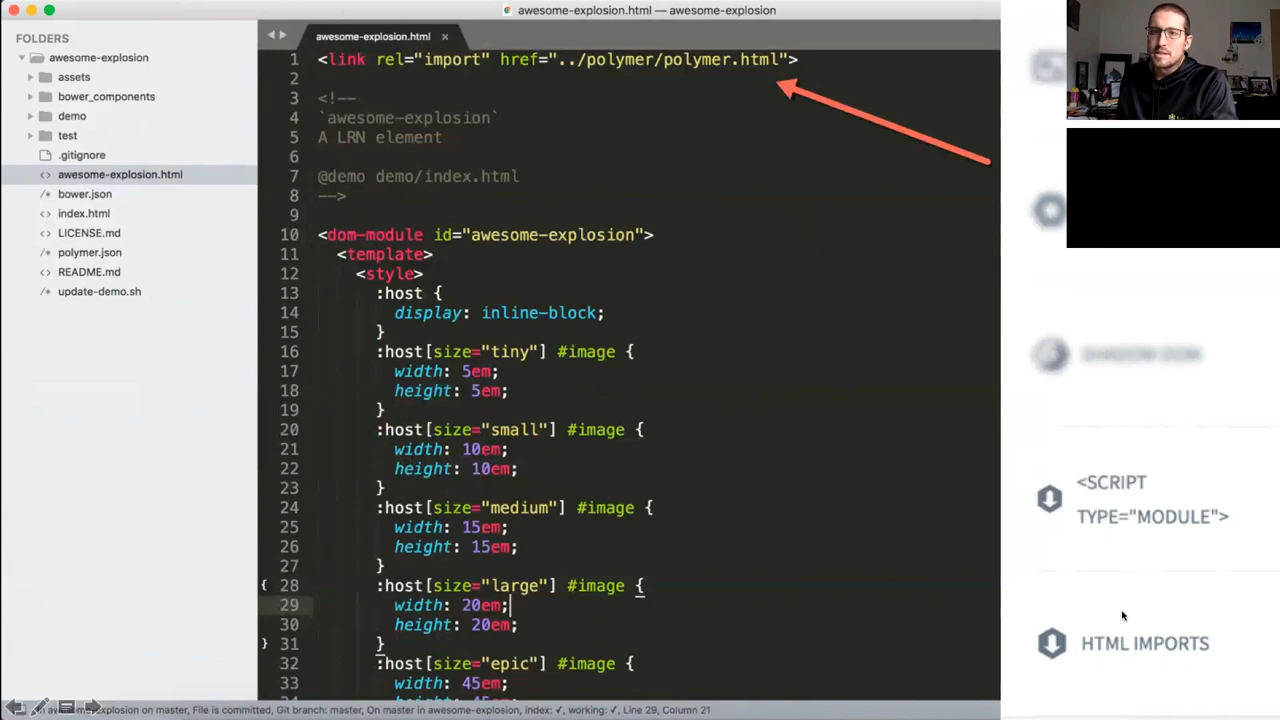 awesome-explosion.html — awesome-explosion
FOLDERS
awesome-explosion
assets
bower_components
demo
test
.gitignore
awesome-explosion.html
bower.json
index.html
LICENSE.md
polymer.json
README.md
update-demo.sh
awesome-explosion.html ×
1 <link rel="import" href="../polymer/polymer.html">
2
3 <!--
4 `awesome-explosion`
5 A LRN element
6
7 @demo demo/index.html
8 -->
9
10 <dom-module id="awesome-explosion">
11 <template>
12 <style>
13 :host {
14 display: inline-block;
15 }
16 :host[size="tiny"] #image {
17 width: 5em;
18 height: 5em;
19 }
20 :host[size="small"] #image {
21 width: 10em;
22 height: 10em;
23 }
24 :host[size="medium"] #image {
25 width: 15em;
26 height: 15em;
27 }
{ 28 :host[size="large"] #image {
29 width: 20em;
30 height: 20em;
} 31 }
32 :host[size="epic"] #image {
33 width: 45em;
awesome-explosion on master, File is committed, Git branch: master, On master in awesome-explosion, index: ✓, working: ✓, Line 29, Column 21
SHADOW DOM
<SCRIPT
TYPE="MODULE">
HTML IMPORTS